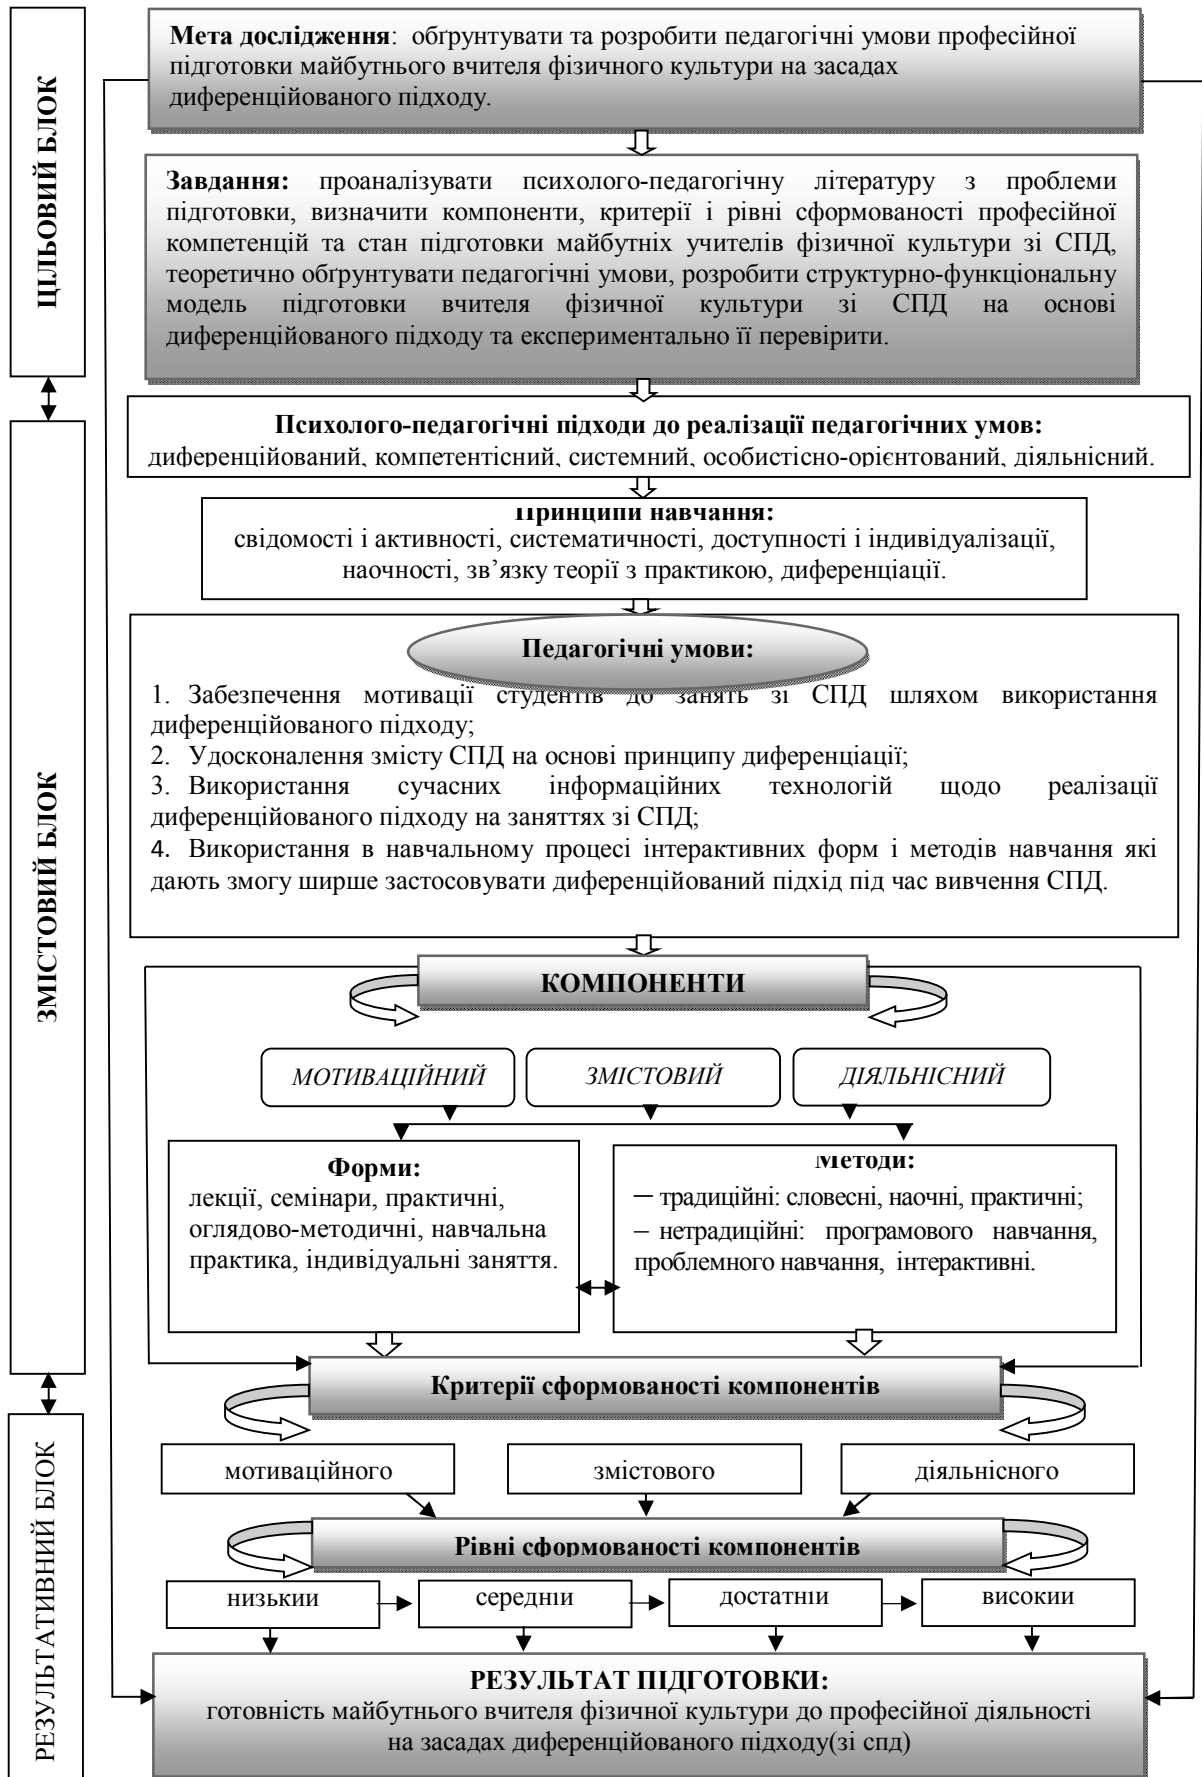 ЦІЛЬОВИЙ БЛОК
Мета дослідження: обґрунтувати та розробити педагогічні умови професійної
підготовки майбутнього вчителя фізичного культури на засадах
диференційованого підходу.
Завдання: проаналізувати психолого-педагогічну літературу з проблеми
підготовки, визначити компоненти, критерії і рівні сформованості професійної
компетенцій та стан підготовки майбутніх учителів фізичної культури зі СПД,
теоретично обґрунтувати педагогічні умови, розробити структурно-функціональну
модель підготовки вчителя фізичної культури зі СПД на основі
диференційованого підходу та експериментально її перевірити.
ЗМІСТОВИЙ БЛОК
Психолого-педагогічні підходи до реалізації педагогічних умов:
диференційований, компетентісний, системний, особистісно-орієнтований, діяльнісний.
Принципи навчання:
свідомості і активності, систематичності, доступності і індивідуалізації,
наочності, зв’язку теорії з практикою, диференціації.
Педагогічні умови:
1. Забезпечення мотивації студентів до занять зі СПД шляхом використання
диференційованого підходу;
2. Удосконалення змісту СПД на основі принципу диференціації;
3. Використання сучасних інформаційних технологій щодо реалізації
диференційованого підходу на заняттях зі СПД;
4. Використання в навчальному процесі інтерактивних форм і методів навчання які
дають змогу ширше застосовувати диференційований підхід під час вивчення СПД.
КОМПОНЕНТИ
МОТИВАЦІЙНИЙ
ЗМІСТОВИЙ
ДІЯЛЬНІСНИЙ
Форми:
лекції, семінари, практичні,
оглядово-методичні, навчальна
практика, індивідуальні заняття.
Методи:
– традиційні: словесні, наочні, практичні;
– нетрадиційні: програмового навчання,
проблемного навчання, інтерактивні.
РЕЗУЛЬТАТИВНИЙ БЛОК
Критерії сформованості компонентів
мотиваційного
змістового
діяльнісного
Рівні сформованості компонентів
низький
середній
достатній
високий
РЕЗУЛЬТАТ ПІДГОТОВКИ:
готовність майбутнього вчителя фізичної культури до професійної діяльності
на засадах диференційованого підходу(зі спд)